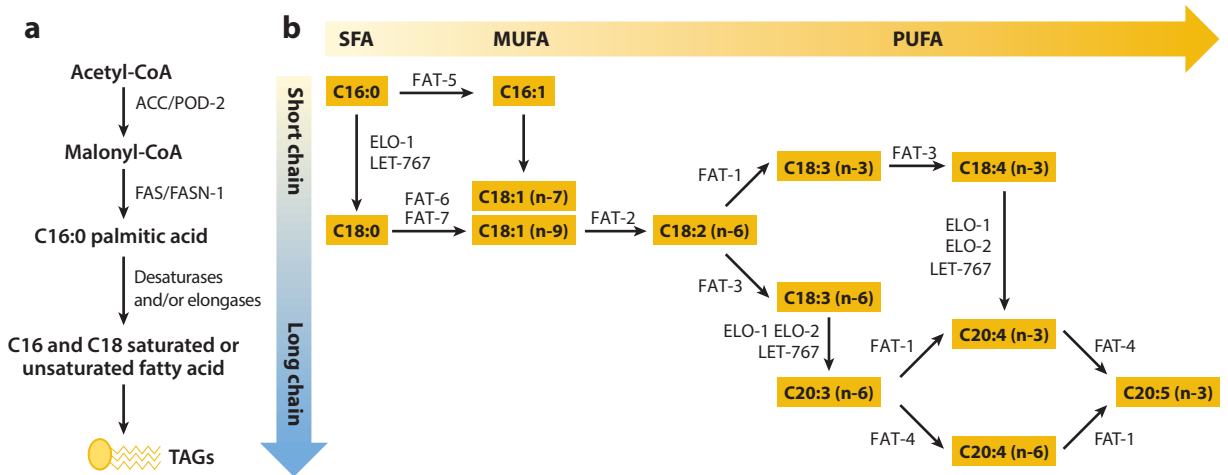 a
Acetyl-CoA
ACC/POD-2
Malonyl-CoA
FAS/FASN-1
C16:0 palmitic acid
Desaturases
and/or elongases
C16 and C18 saturated or
unsaturated fatty acid
TAGs
b
SFA
MUFA
PUFA
Short chain
Long chain
C16:0
FAT-5
C16:1
ELO-1
LET-767
C18:0
FAT-6
FAT-7
C18:1 (n-7)
C18:1 (n-9)
FAT-2
C18:2 (n-6)
FAT-1
C18:3 (n-3)
FAT-3
C18:4 (n-3)
ELO-1
ELO-2
LET-767
FAT-3
C18:3 (n-6)
ELO-1 ELO-2
LET-767
C20:3 (n-6)
FAT-1
C20:4 (n-3)
FAT-4
FAT-4
C20:4 (n-6)
FAT-1
C20:5 (n-3)